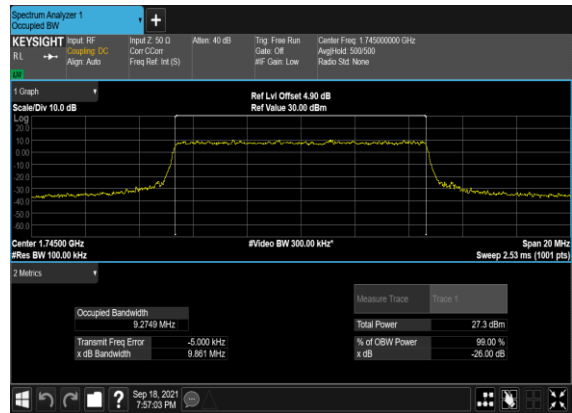 Spectrum Analyzer 1
Occupied BW
+
KEYSIGHT Input: RF Input Z: 50 Ω Atten: 40 dB Trig: Free Run Center Freq: 1.745000000 GHz
Coupling: DC Corr CCorr Gate: Off Avg|Hold: 500/500
R L Align: Auto Freq Ref: Int (S) #IF Gain: Low Radio Std: None
1 Graph
Ref Lvl Offset 4.90 dB
Scale/Div 10.0 dB Ref Value 30.00 dBm
Log
20.0
10.0
0.00
-10.0
-20.0
-30.0
-40.0
-50.0
-60.0
Center 1.74500 GHz #Video BW 300.00 kHz* Span 20 MHz
#Res BW 100.00 kHz Sweep 2.53 ms (1001 pts)
2 Metrics
Measure Trace Trace 1
Occupied Bandwidth
9.2749 MHz Total Power 27.3 dBm
Transmit Freq Error -5.000 kHz % of OBW Power 99.00 %
x dB Bandwidth 9.861 MHz x dB -26.00 dB
?
Sep 18, 2021
7:57:03 PM